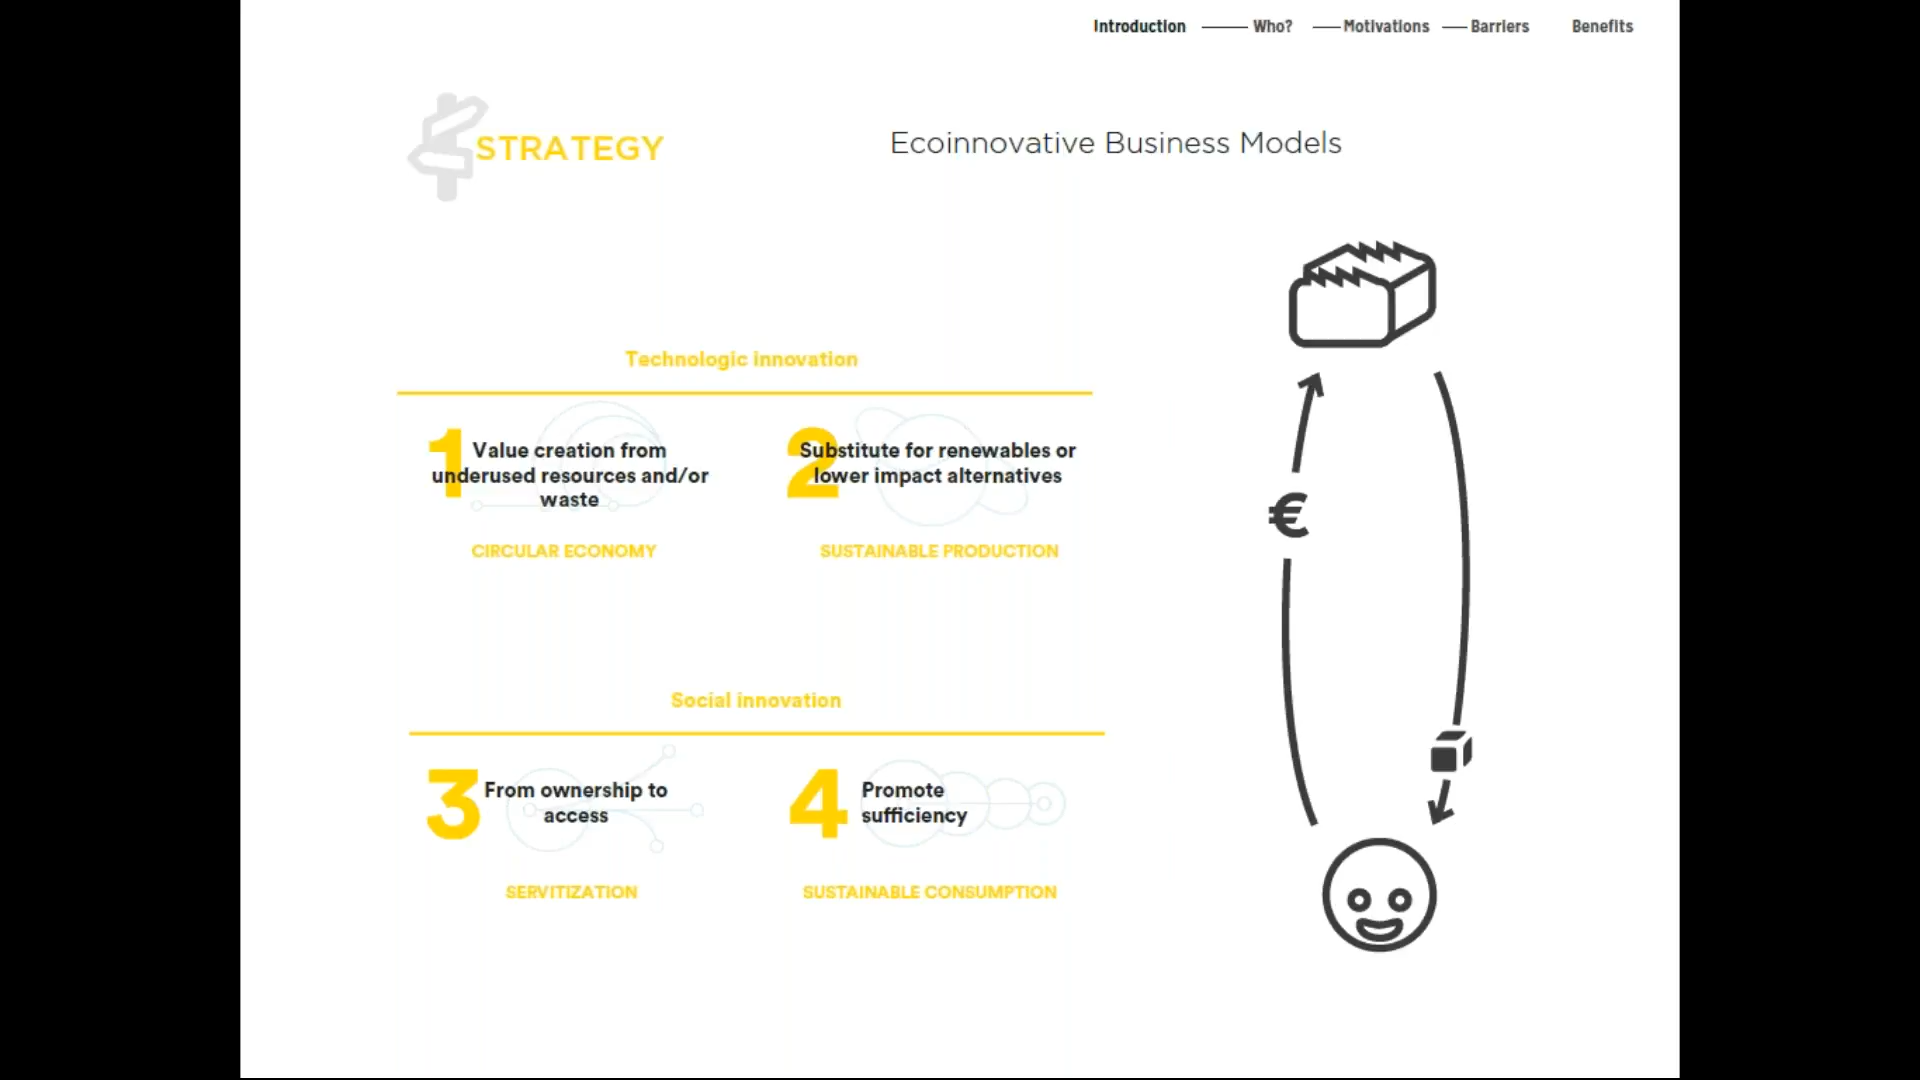 Introduction Who? Motivations Barriers Benefits
STRATEGY
Ecoinnovative Business Models
Technologic innovation
1
Value creation from
underused resources and/or
waste
CIRCULAR ECONOMY
2
Substitute for renewables or
lower impact alternatives
SUSTAINABLE PRODUCTION
€
Social innovation
3
From ownership to
access
SERVITIZATION
4
Promote
sufficiency
SUSTAINABLE CONSUMPTION